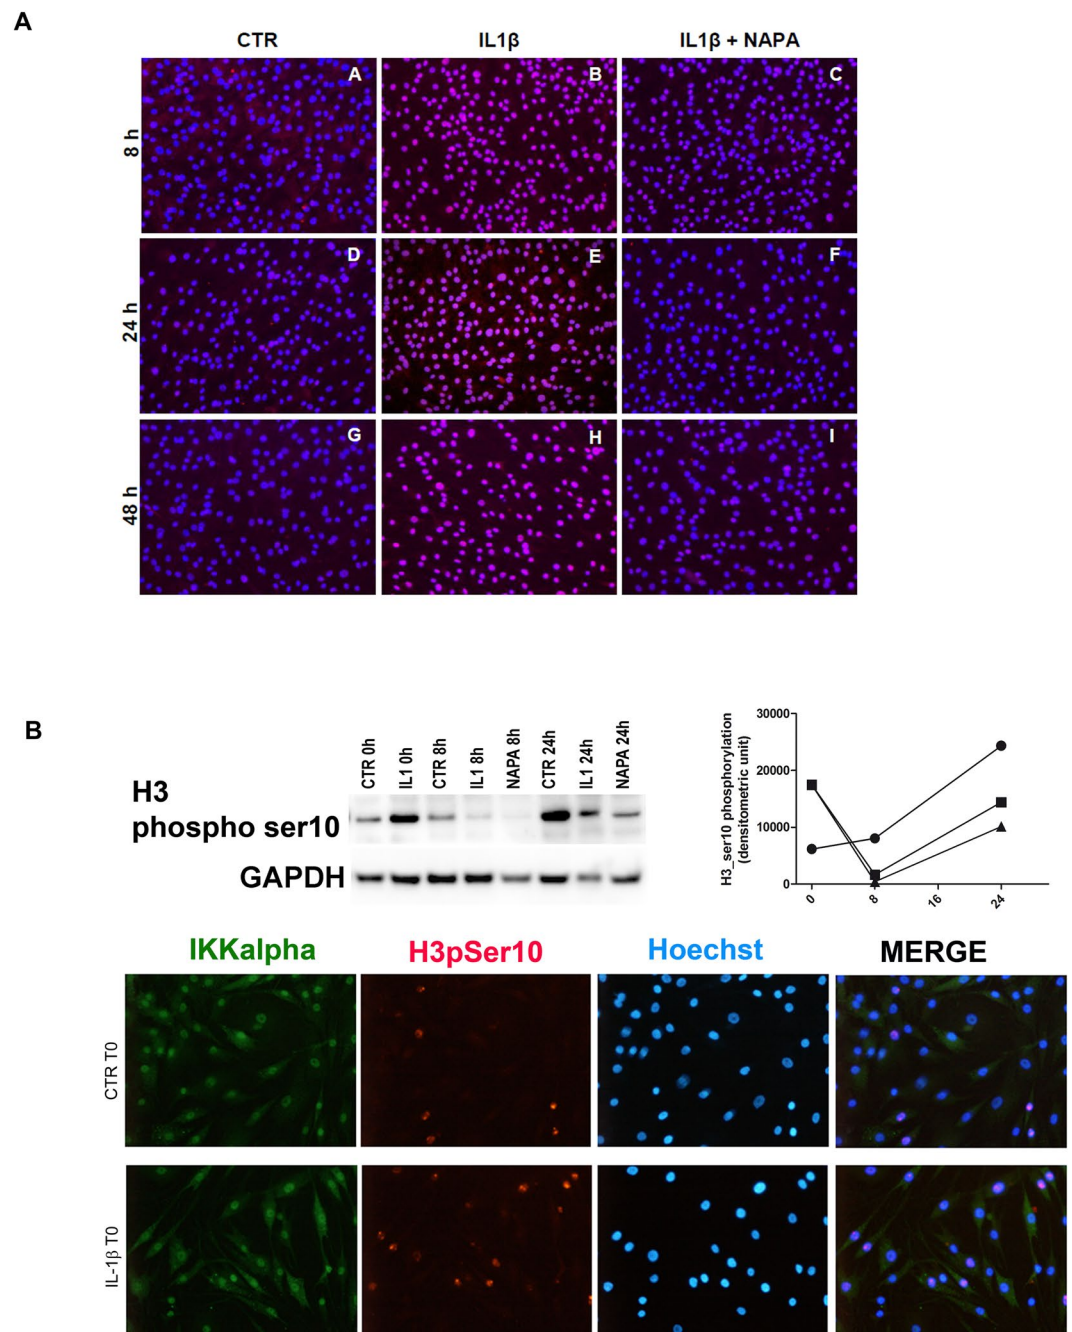 A
CTR IL1β IL1β + NAPA
8 h A B C
24 h D E F
48 h G H I
B
CTR 0h IL1 0h CTR 8h IL1 8h NAPA 8h CTR 24h IL1 24h NAPA 24h
H3
phospho ser10
GAPDH
H3_ser10 phosphorylation
(densitometric unit)
30000
20000
10000
0
0 8 16 24
IKKalpha H3pSer10 Hoechst MERGE
CTR T0
IL-1β T0